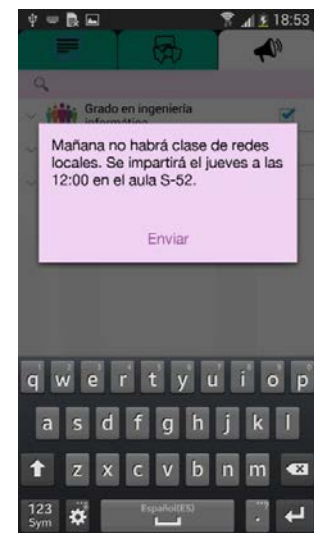 18:53
Grado en ingeniería
informática
Mañana no habrá clase de redes
locales. Se impartirá el jueves a las
12:00 en el aula S-52.
Enviar
q w e r t y u i o p
a s d f g h j k l
z x c v b n m
123
Sym
Español(ES)
.